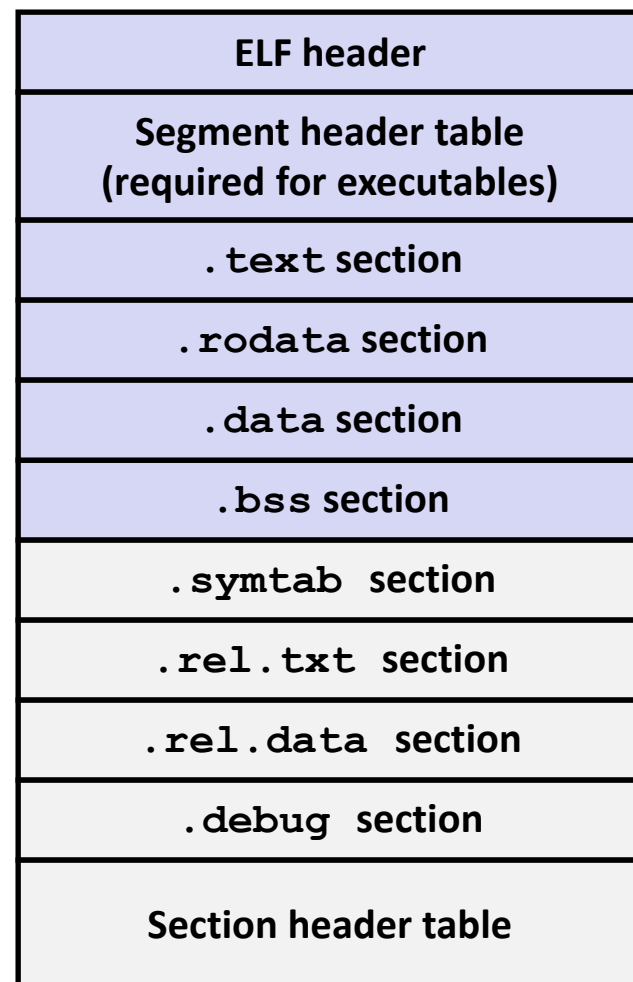 ELF header
Segment header table
(required for executables)
.text section
.rodata section
.data section
.bss section
.symtab section
.rel.txt section
.rel.data section
.debug section
Section header table